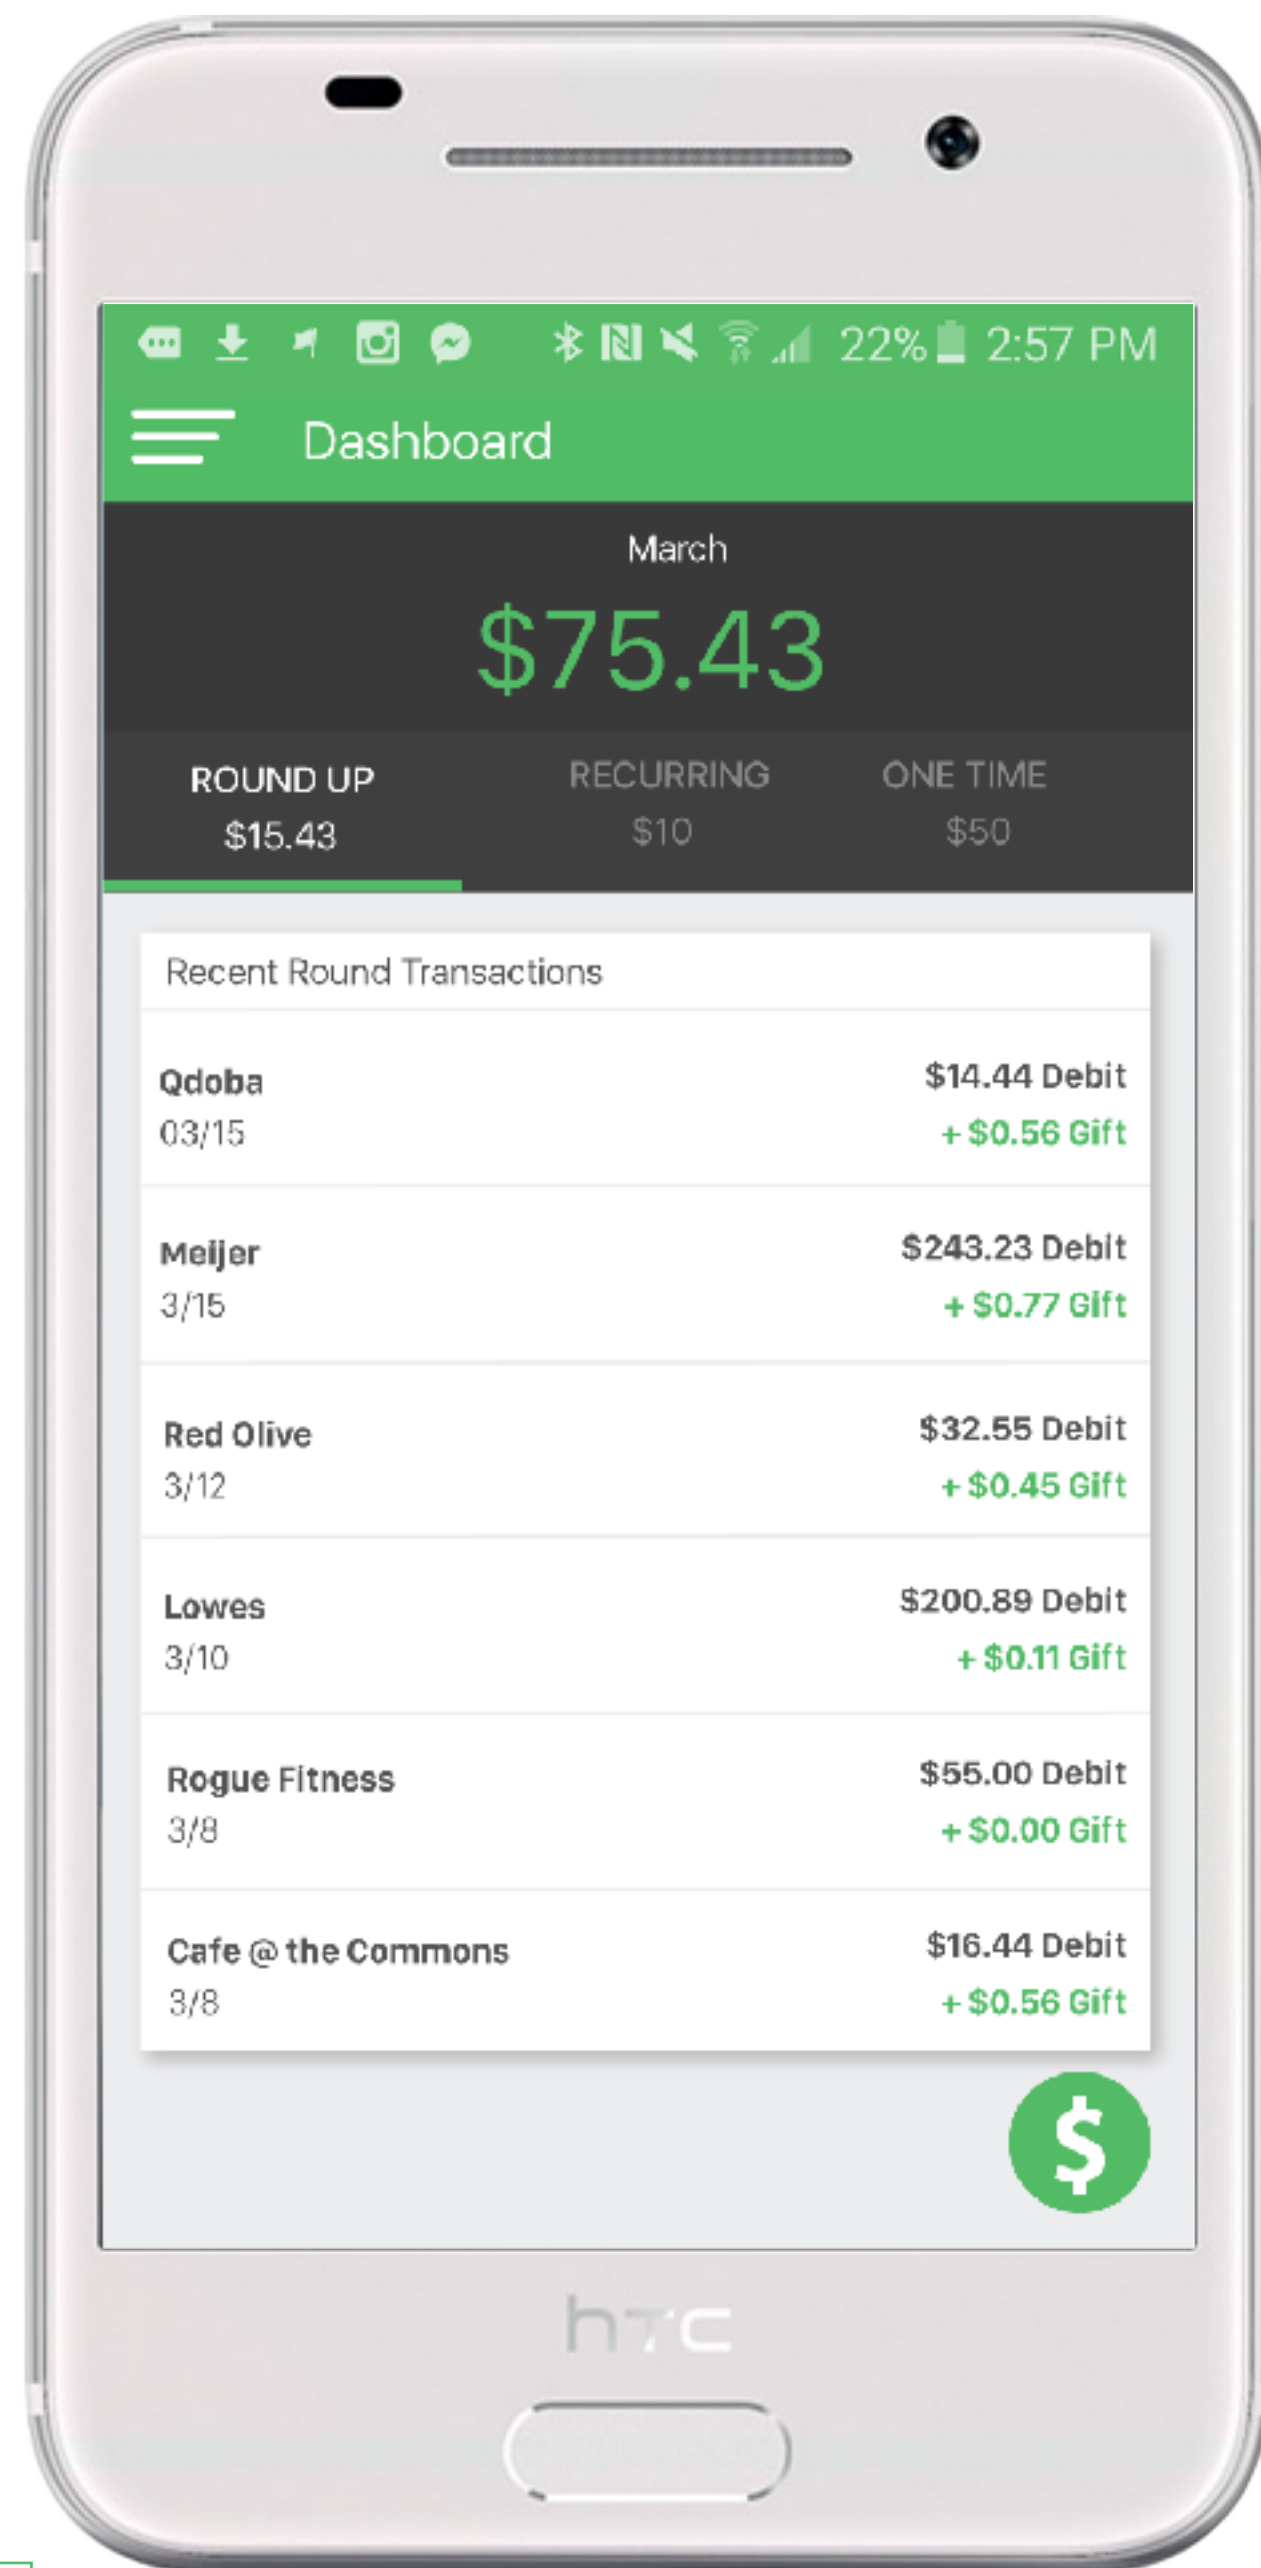 22% 2:57 PM
Dashboard
March
$75.43
ROUND UP RECURRING ONE TIME
$15.43 $10 $50
Recent Round Transactions
Qdoba $14.44 Debit
03/15 + $0.56 Gift
Meijer $243.23 Debit
3/15 + $0.77 Gift
Red Olive $32.55 Debit
3/12 + $0.45 Gift
Lowes $200.89 Debit
3/10 + $0.11 Gift
Rogue Fitness $55.00 Debit
3/8 + $0.00 Gift
Cafe @ the Commons $16.44 Debit
3/8 + $0.56 Gift
$
hTC